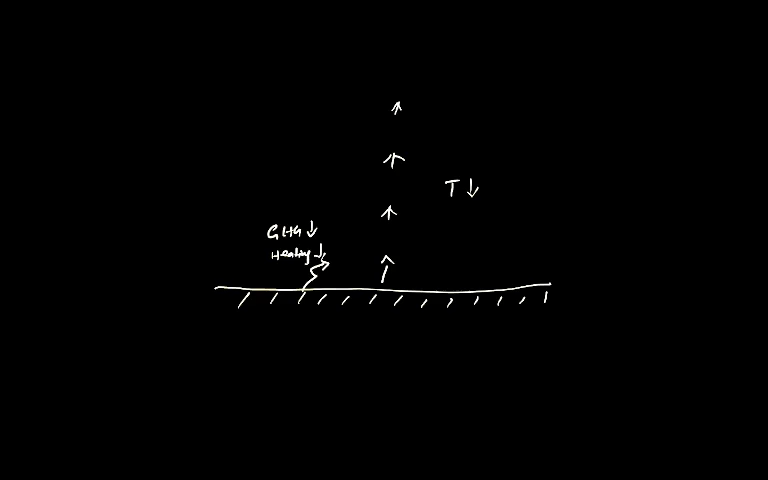 T ↓
GHG ↓
Heating ↓